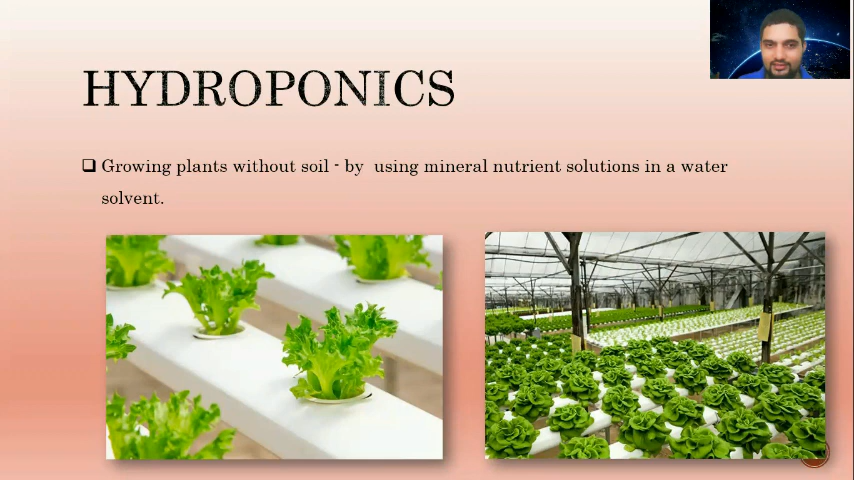 HYDROPONICS
❑ Growing plants without soil - by using mineral nutrient solutions in a water
solvent.